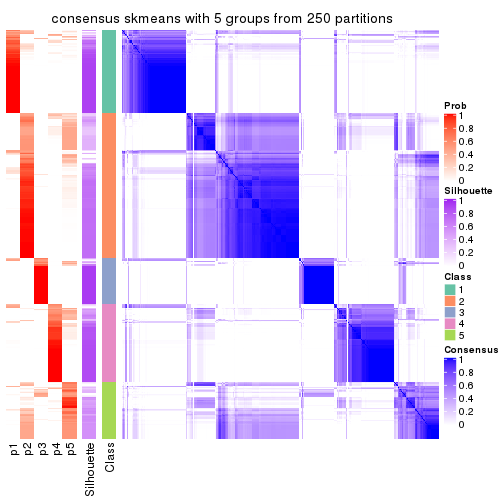 consensus skmeans with 5 groups from 250 partitions
Prob
1
0.8
0.6
0.4
0.2
0
Silhouette
1
0.8
0.6
0.4
0.2
0
Class
1
2
3
4
5
Consensus
1
0.8
0.6
0.4
0.2
0
p1
p2
p3
p4
p5
Silhouette
Class